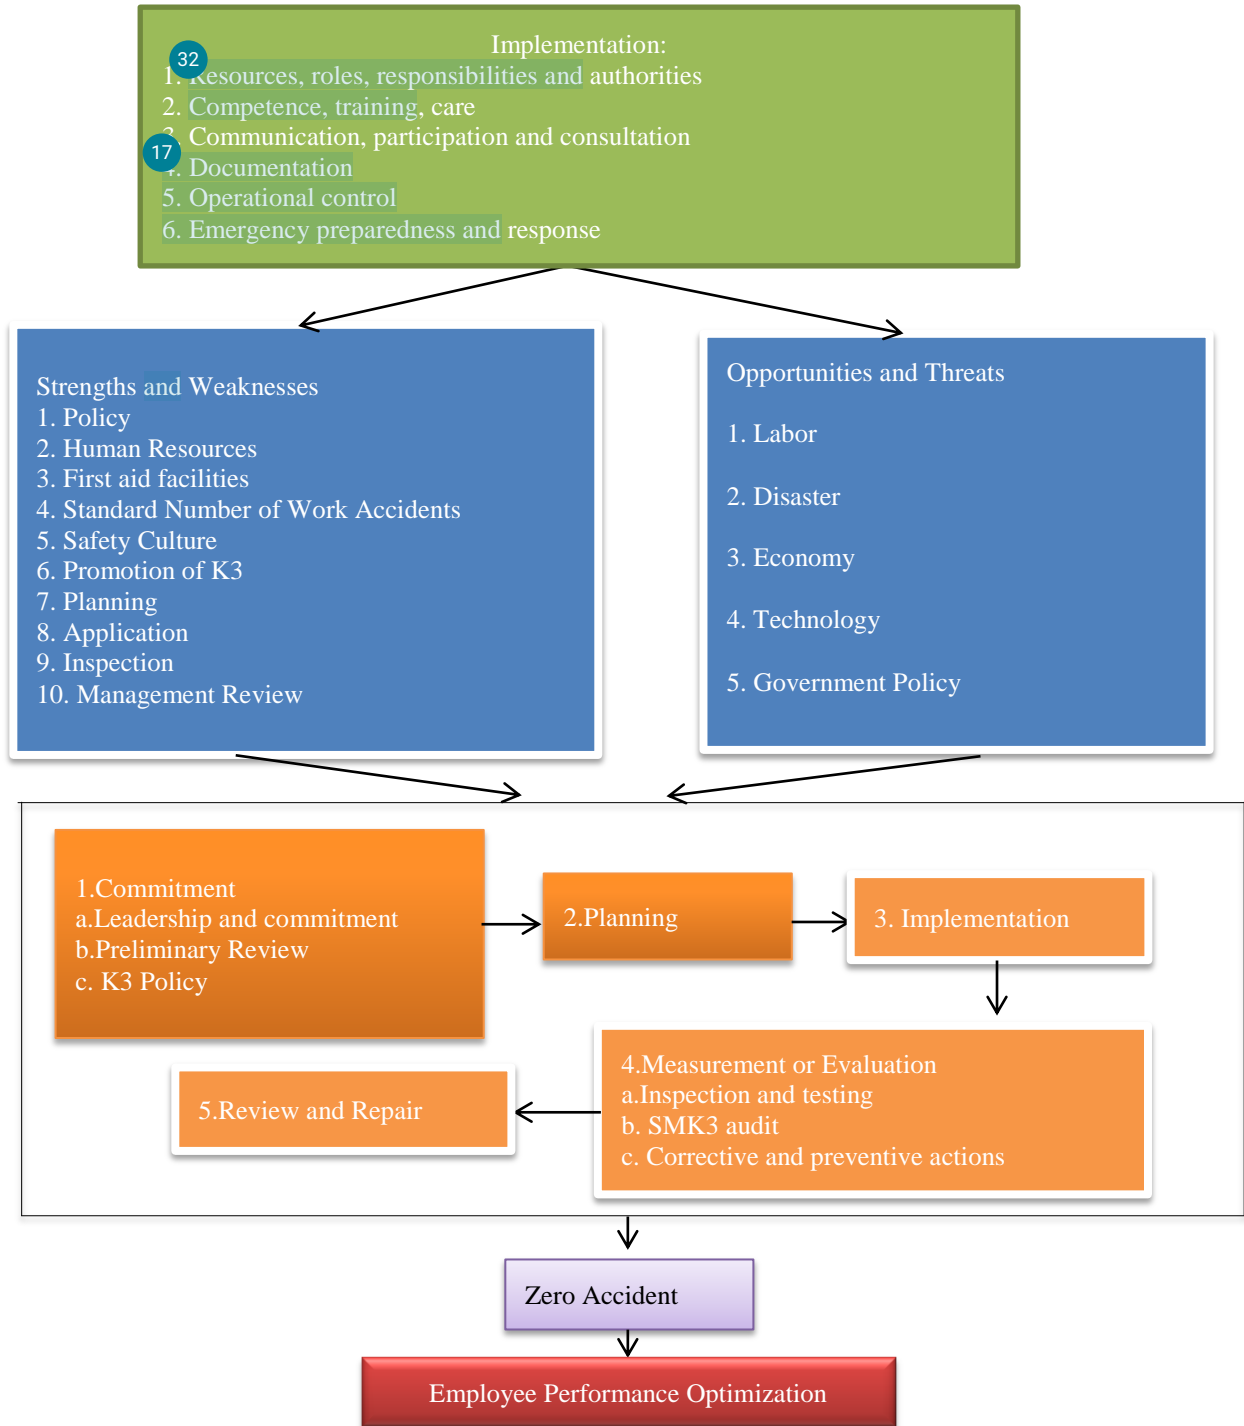 Implementation:
32
1. Resources, roles, responsibilities and authorities
2. Competence, training, care
3. Communication, participation and consultation
17
4. Documentation
5. Operational control
6. Emergency preparedness and response
Strengths and Weaknesses
1. Policy
2. Human Resources
3. First aid facilities
4. Standard Number of Work Accidents
5. Safety Culture
6. Promotion of K3
7. Planning
8. Application
9. Inspection
10. Management Review
Opportunities and Threats
1. Labor
2. Disaster
3. Economy
4. Technology
5. Government Policy
1.Commitment
a.Leadership and commitment
b.Preliminary Review
c. K3 Policy
2.Planning
3. Implementation
4.Measurement or Evaluation
a.Inspection and testing
b. SMK3 audit
c. Corrective and preventive actions
5.Review and Repair
Zero Accident
Employee Performance Optimization